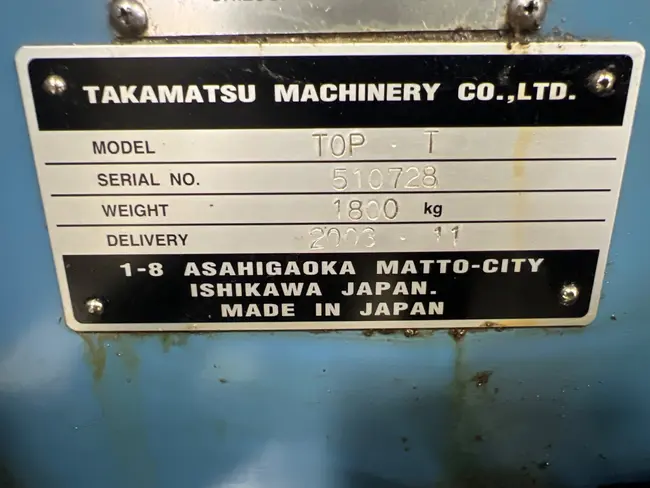 TAKAMATSU MACHINERY CO.,LTD.
MODEL TOP - T
SERIAL NO. 510728
WEIGHT 1800 kg
DELIVERY 2003 - 11
1-8 ASAHIGAOKA MATTO-CITY
ISHIKAWA JAPAN.
MADE IN JAPAN